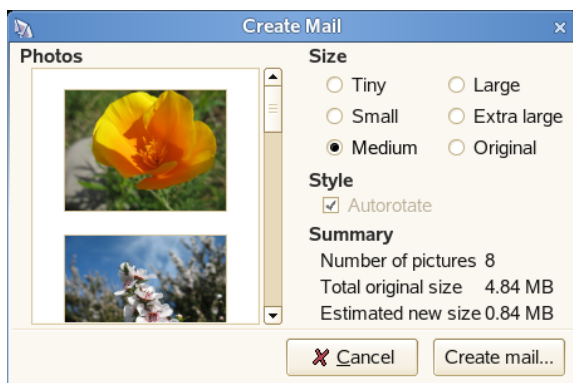 Create Mail
Photos
Size
Tiny
Large
Small
Extra large
Medium
Original
Style
Autorotate
Summary
Number of pictures 8
Total original size 4.84 MB
Estimated new size 0.84 MB
Cancel
Create mail...